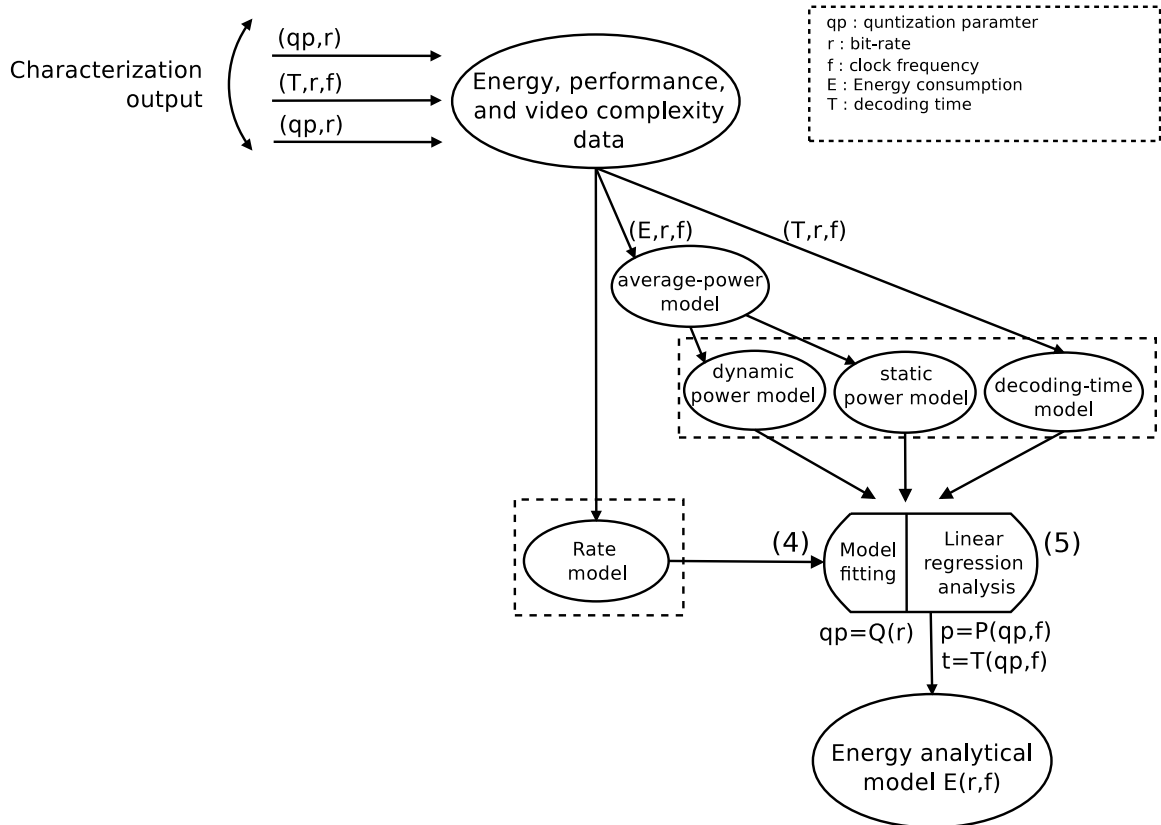 Characterization
output
(qp,r)
(T,r,f)
(qp,r)
Energy, performance,
and video complexity
data
qp : quntization paramter
r : bit-rate
f : clock frequency
E : Energy consumption
T : decoding time
(E,r,f)
(T,r,f)
average-power
model
dynamic
power model
static
power model
decoding-time
model
Rate
model
(4)
Model
fitting
Linear
regression
analysis
(5)
qp=Q(r)
p=P(qp,f)
t=T(qp,f)
Energy analytical
model E(r,f)